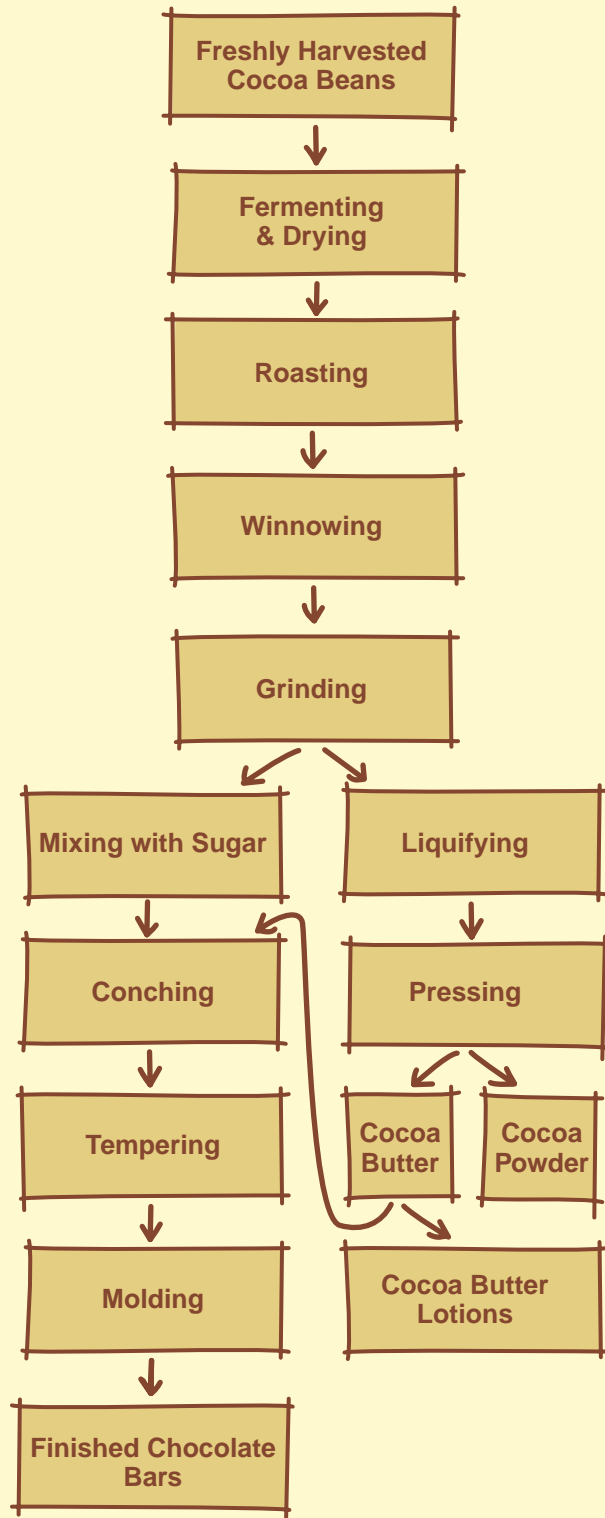 Freshly Harvested
Cocoa Beans
Fermenting
& Drying
Roasting
Winnowing
Grinding
Mixing with Sugar
Liquifying
Conching
Pressing
Tempering
Cocoa
Butter
Cocoa
Powder
Molding
Cocoa Butter
Lotions
Finished Chocolate
Bars